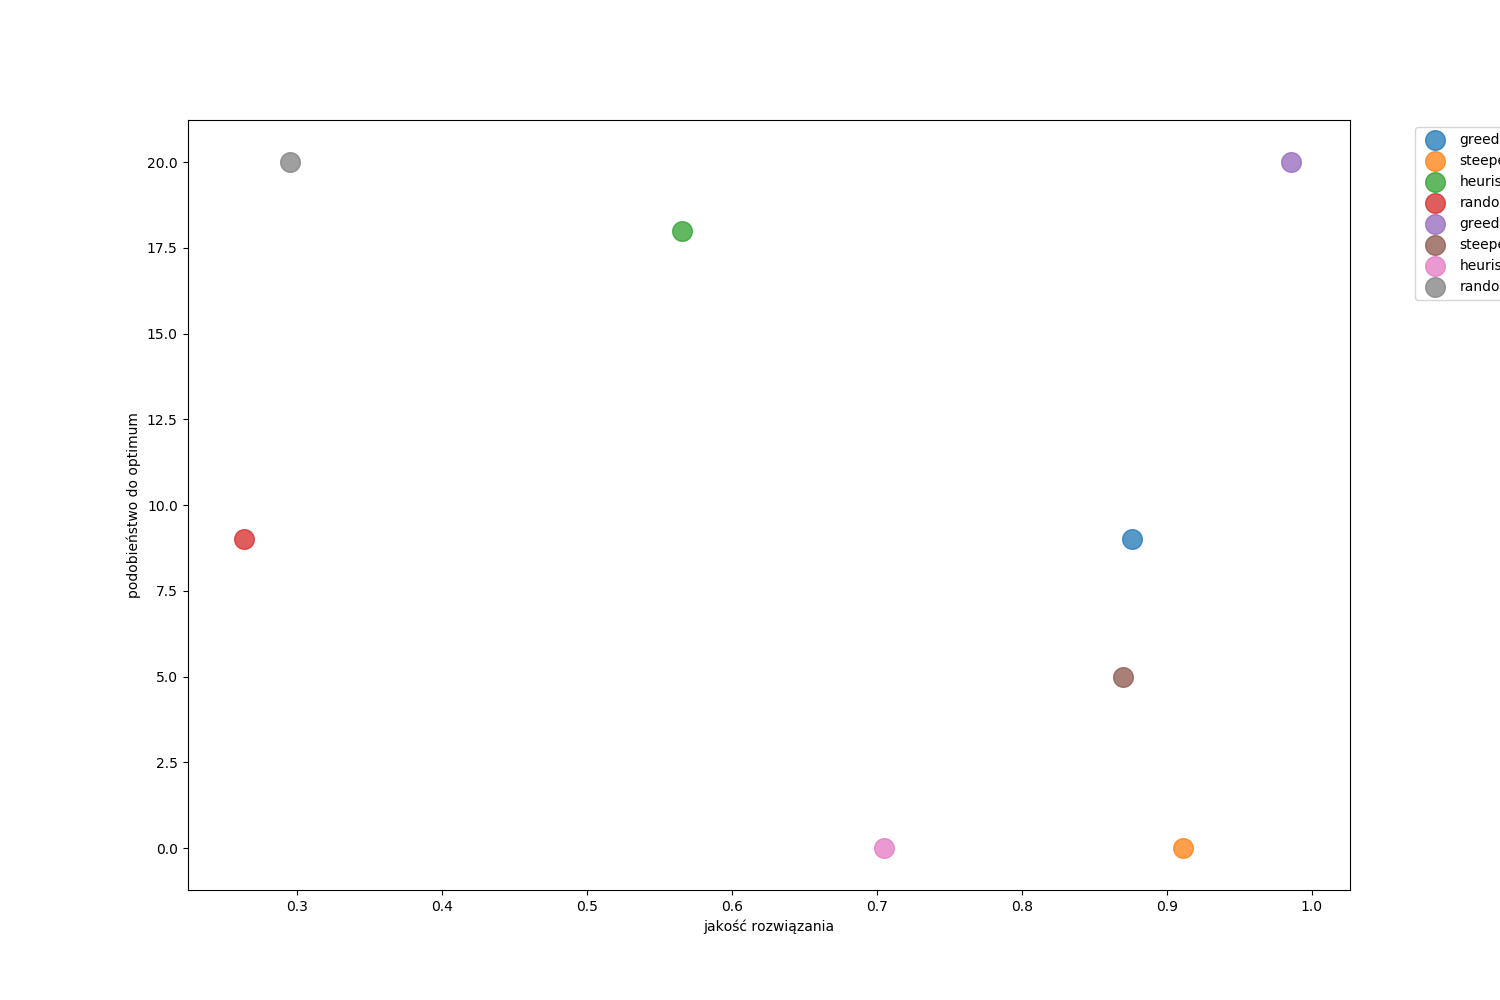 20.0
17.5
15.0
12.5
10.0
7.5
5.0
2.5
0.0
podobieństwo do optimum
0.3 0.4 0.5 0.6 0.7 0.8 0.9 1.0
jakość rozwiązania
greed
steepe
heuris
rando
greed
steepe
heuris
rando